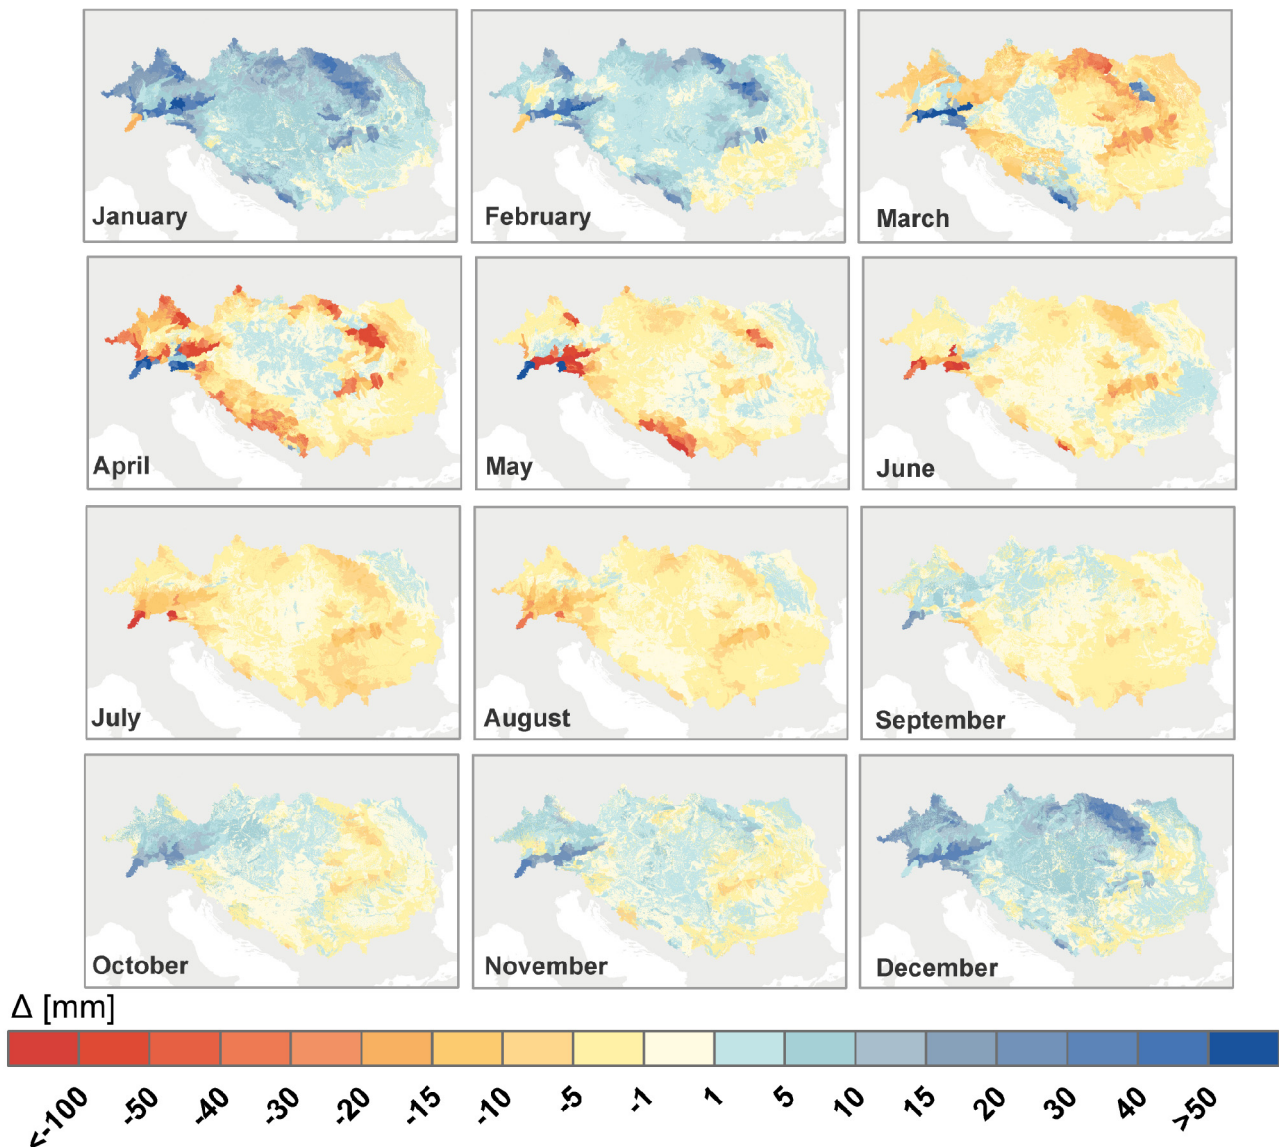 January
February
March
April
May
June
July
August
September
October
November
December
Δ [mm]
<-100 -50 -40 -30 -20 -15 -10 -5 -1 1 5 10 15 20 30 40 >50